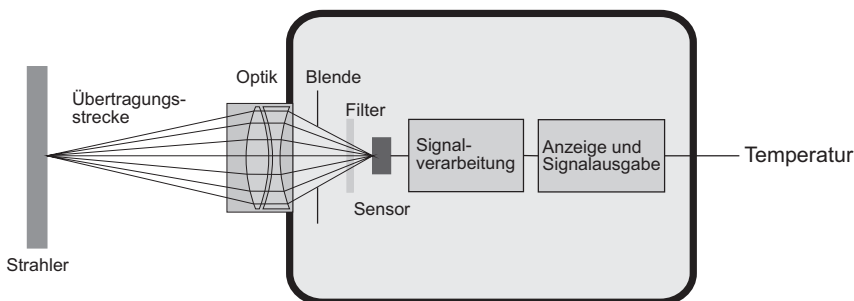 Übertragungs-
strecke
Optik
Blende
Filter
Signal-
verarbeitung
Anzeige und
Signalausgabe
Temperatur
Sensor
Strahler